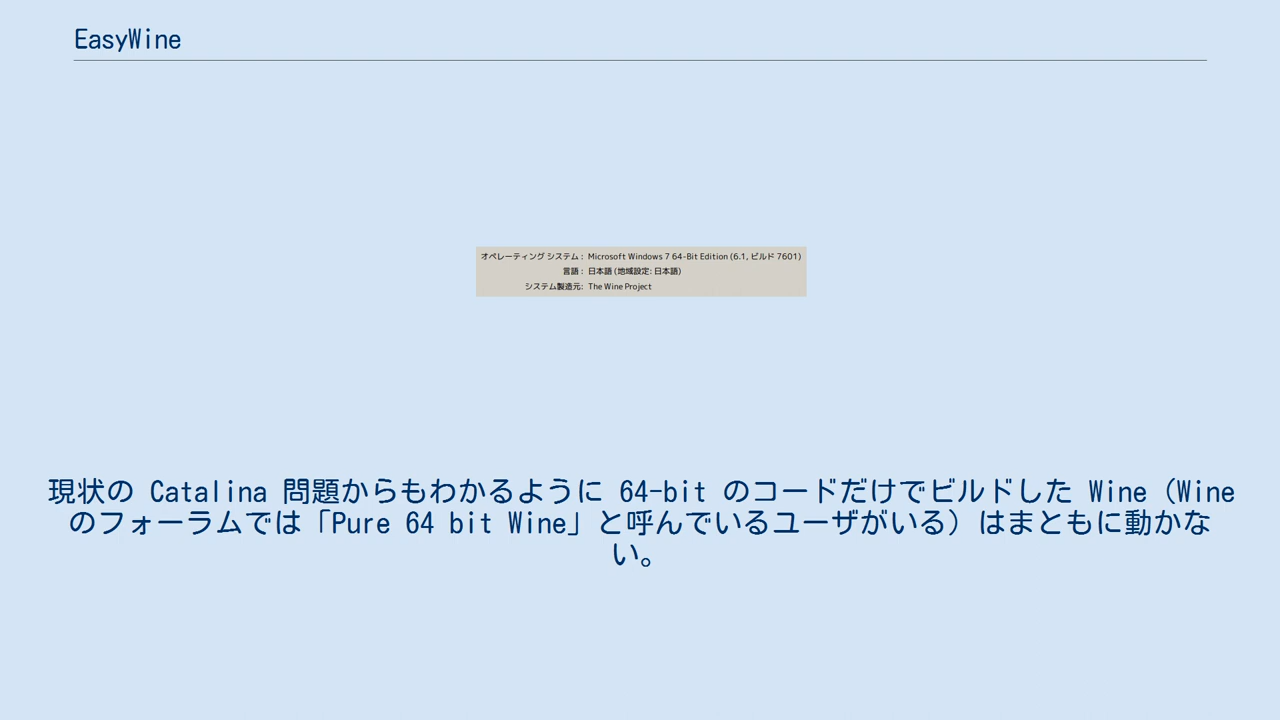 EasyWine
オペレーティング システム : Microsoft Windows 7 64-Bit Edition (6.1, ビルド 7601)
言語 : 日本語 (地域設定: 日本語)
システム製造元: The Wine Project
現状の Catalina 問題からもわかるように 64-bit のコードだけでビルドした Wine（Wine
のフォーラムでは「Pure 64 bit Wine」と呼んでいるユーザがいる）はまともに動かな
い。